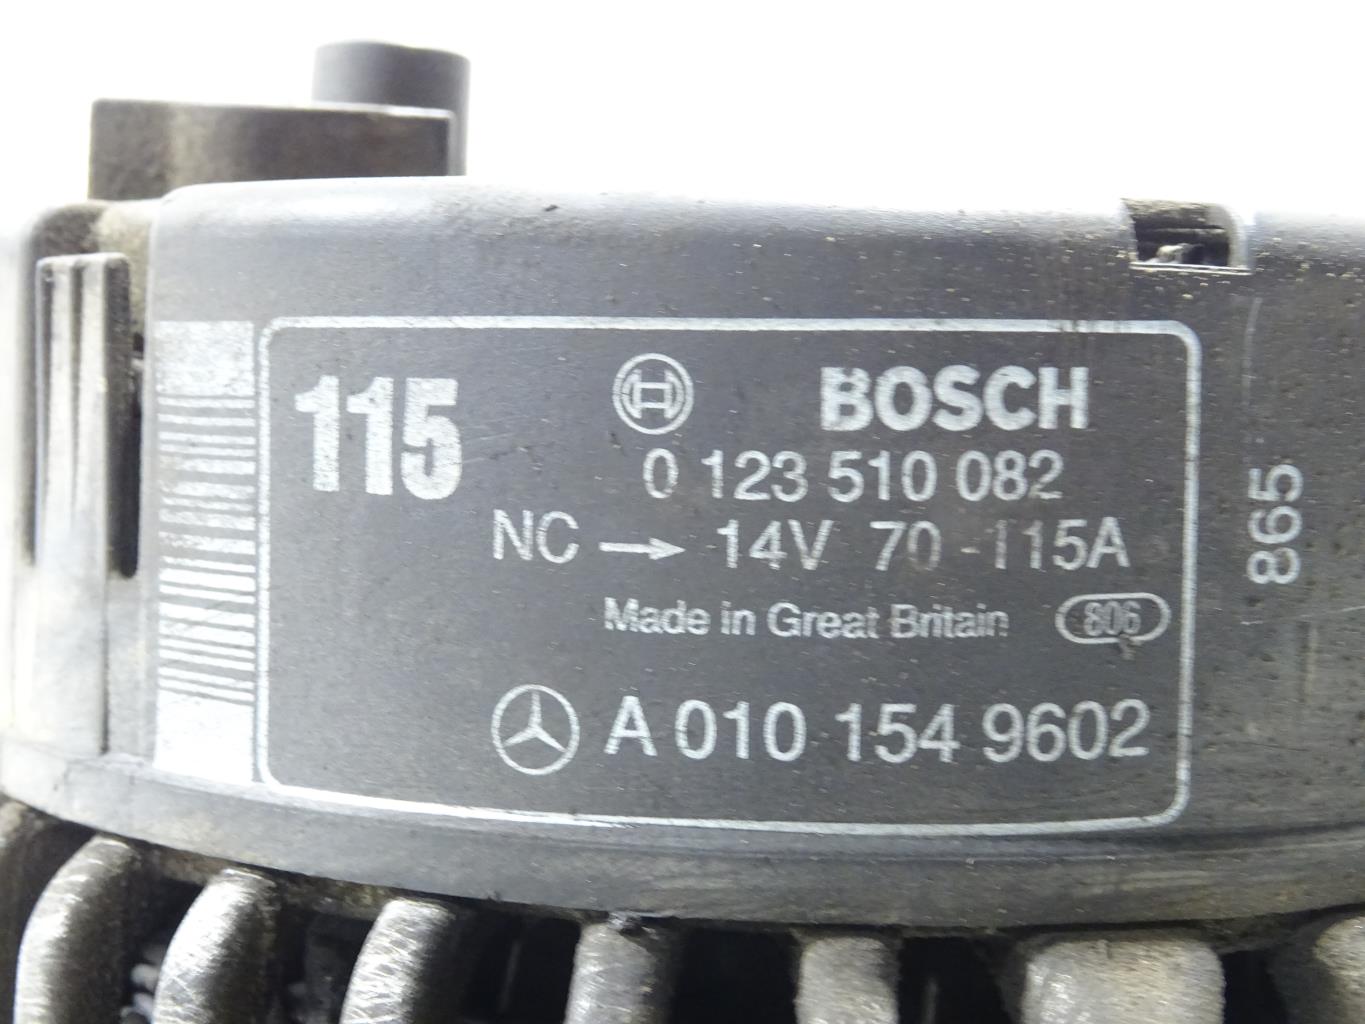 115
BOSCH
0 123 510 082
NC → 14V 70-115A
Made in Great Britain 806
A 010 154 9602
865